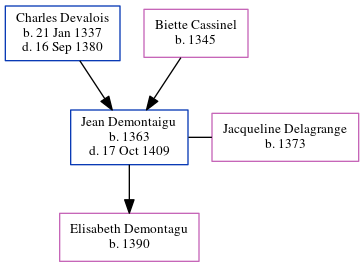 Charles Devalois
b. 21 Jan 1337
d. 16 Sep 1380
Biette Cassinel
b. 1345
Jean Demontaigu
b. 1363
d. 17 Oct 1409
Jacqueline Delagrange
b. 1373
Elisabeth Demontagu
b. 1390